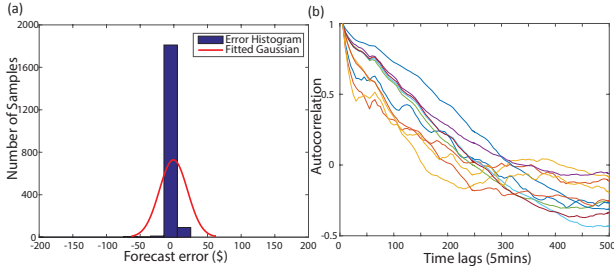 (a)
2000
1600
1200
800
400
0
Number of Samples
Error Histogram
Fitted Gaussian
-200 -150 -100 -50 0 50 100 150 200
Forecast error ($)
(b)
1
0.5
0
-0.5
Autocorrelation
0 100 200 300 400 500
Time lags (5mins)